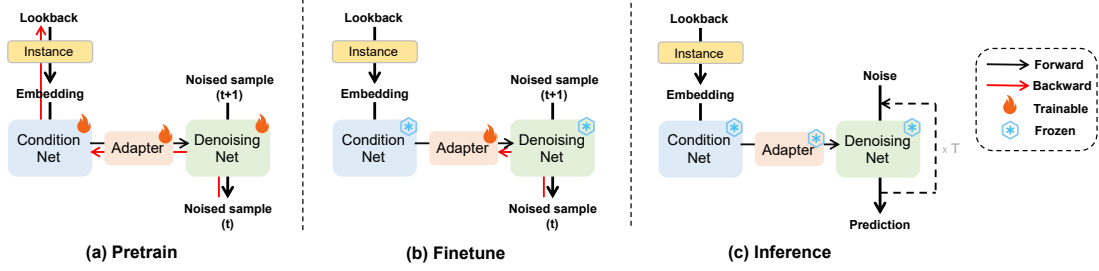 Lookback
Instance
Embedding
Condition
Net
Adapter
Noised sample
(t+1)
Denoising
Net
Noised sample
(t)
(a) Pretrain
Lookback
Instance
Embedding
Condition
Net
Adapter
Noised sample
(t+1)
Denoising
Net
Noised sample
(t)
(b) Finetune
Lookback
Instance
Embedding
Condition
Net
Adapter
Noise
Denoising
Net
x T
Prediction
(c) Inference
Forward
Backward
Trainable
Frozen